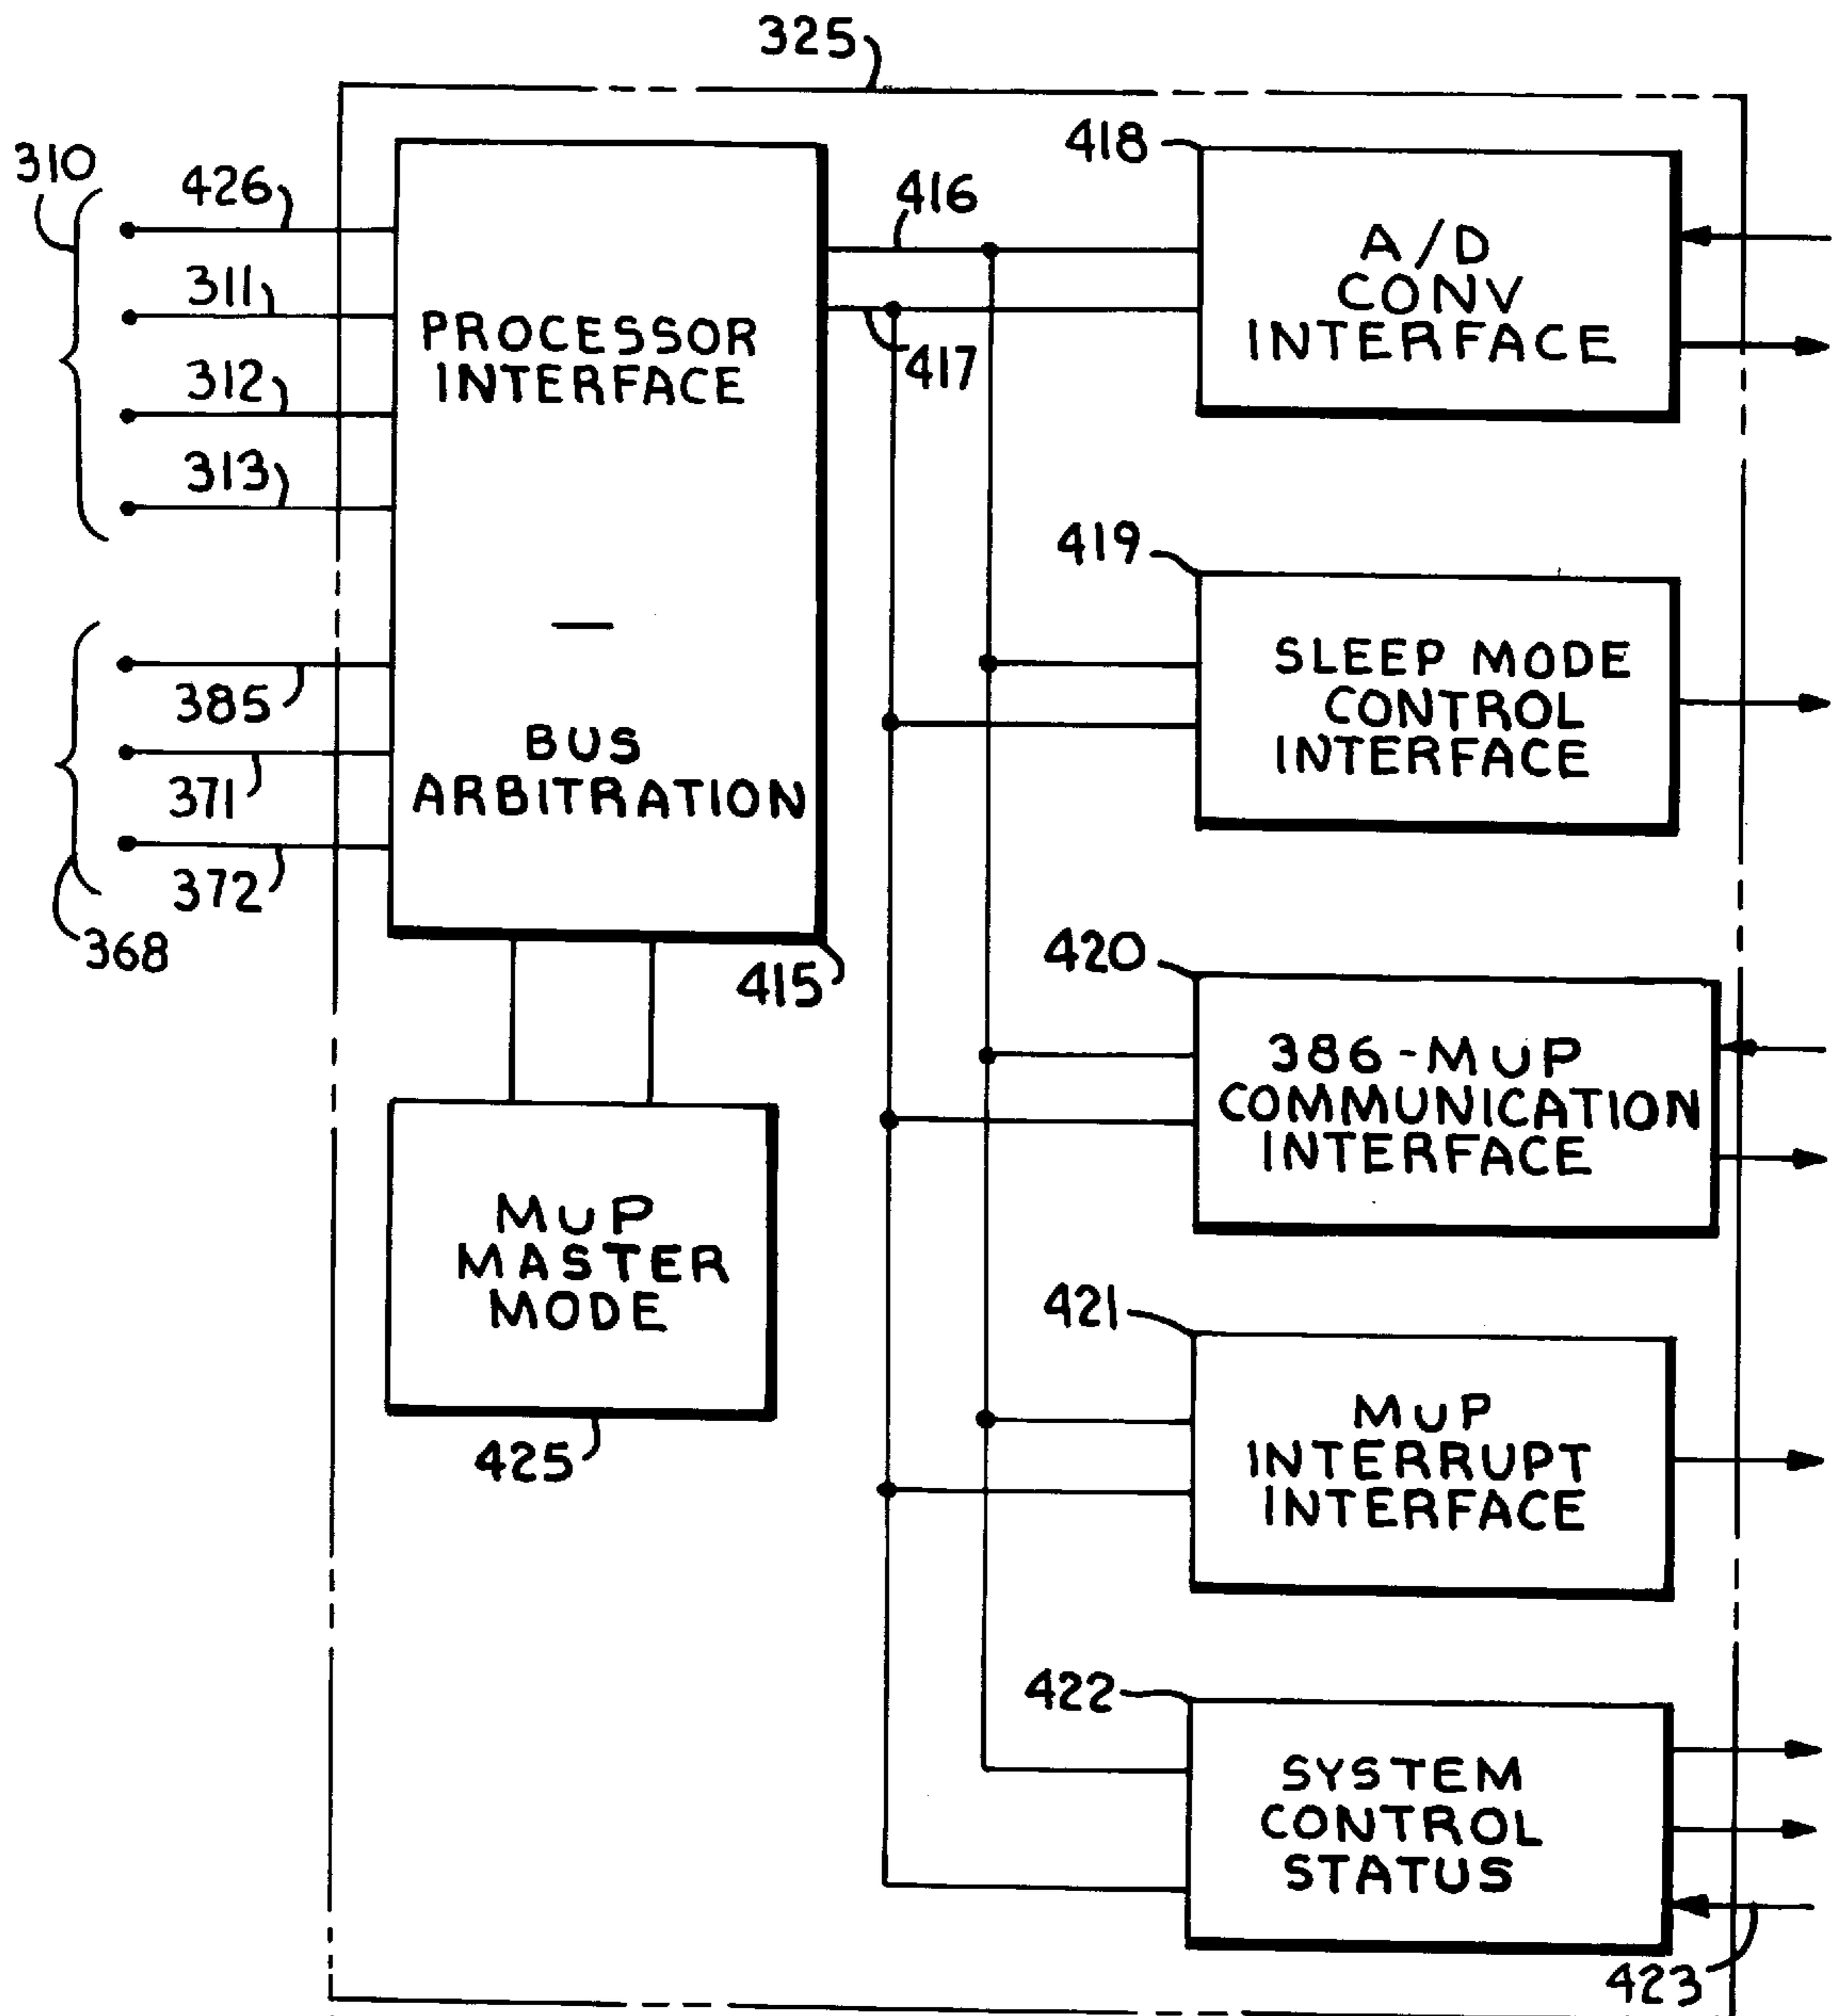 325
310
426
311
312
313
385
371
372
368
PROCESSOR
INTERFACE
—
BUS
ARBITRATION
415
416
417
MUP
MASTER
MODE
425
418
A/D
CONV
INTERFACE
419
SLEEP MODE
CONTROL
INTERFACE
420
386-MUP
COMMUNICATION
INTERFACE
421
MUP
INTERRUPT
INTERFACE
422
SYSTEM
CONTROL
STATUS
423